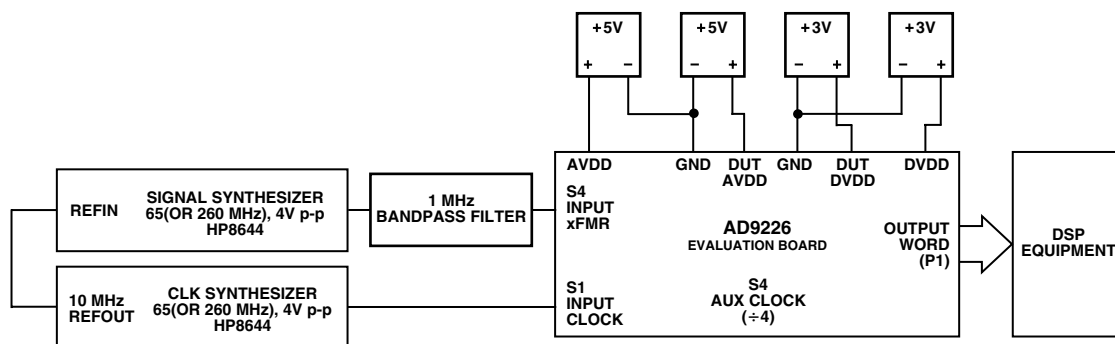 +5V
+ −
+5V
− +
+3V
− +
+3V
− +
AVDD
GND
DUT
AVDD
GND
DUT
DVDD
DVDD
REFIN
SIGNAL SYNTHESIZER
65(OR 260 MHz), 4V p-p
HP8644
1 MHz
BANDPASS FILTER
S4
INPUT
xFMR
AD9226
EVALUATION BOARD
OUTPUT
WORD
(P1)
DSP
EQUIPMENT
10 MHz
REFOUT
CLK SYNTHESIZER
65(OR 260 MHz), 4V p-p
HP8644
S1
INPUT
CLOCK
S4
AUX CLOCK
(÷4)